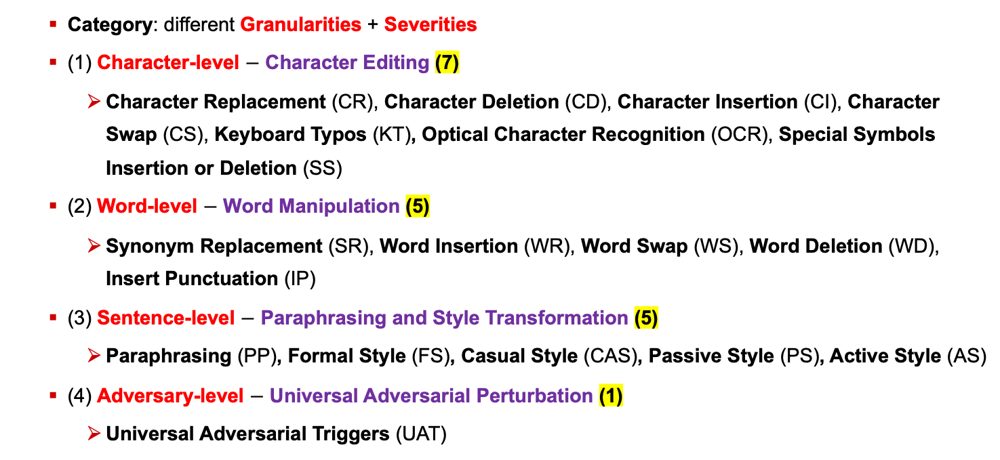 ▪ Category: different Granularities + Severities
▪ (1) Character-level – Character Editing (7)
➢ Character Replacement (CR), Character Deletion (CD), Character Insertion (CI), Character
Swap (CS), Keyboard Typos (KT), Optical Character Recognition (OCR), Special Symbols
Insertion or Deletion (SS)
▪ (2) Word-level – Word Manipulation (5)
➢ Synonym Replacement (SR), Word Insertion (WR), Word Swap (WS), Word Deletion (WD),
Insert Punctuation (IP)
▪ (3) Sentence-level – Paraphrasing and Style Transformation (5)
➢ Paraphrasing (PP), Formal Style (FS), Casual Style (CAS), Passive Style (PS), Active Style (AS)
▪ (4) Adversary-level – Universal Adversarial Perturbation (1)
➢ Universal Adversarial Triggers (UAT)